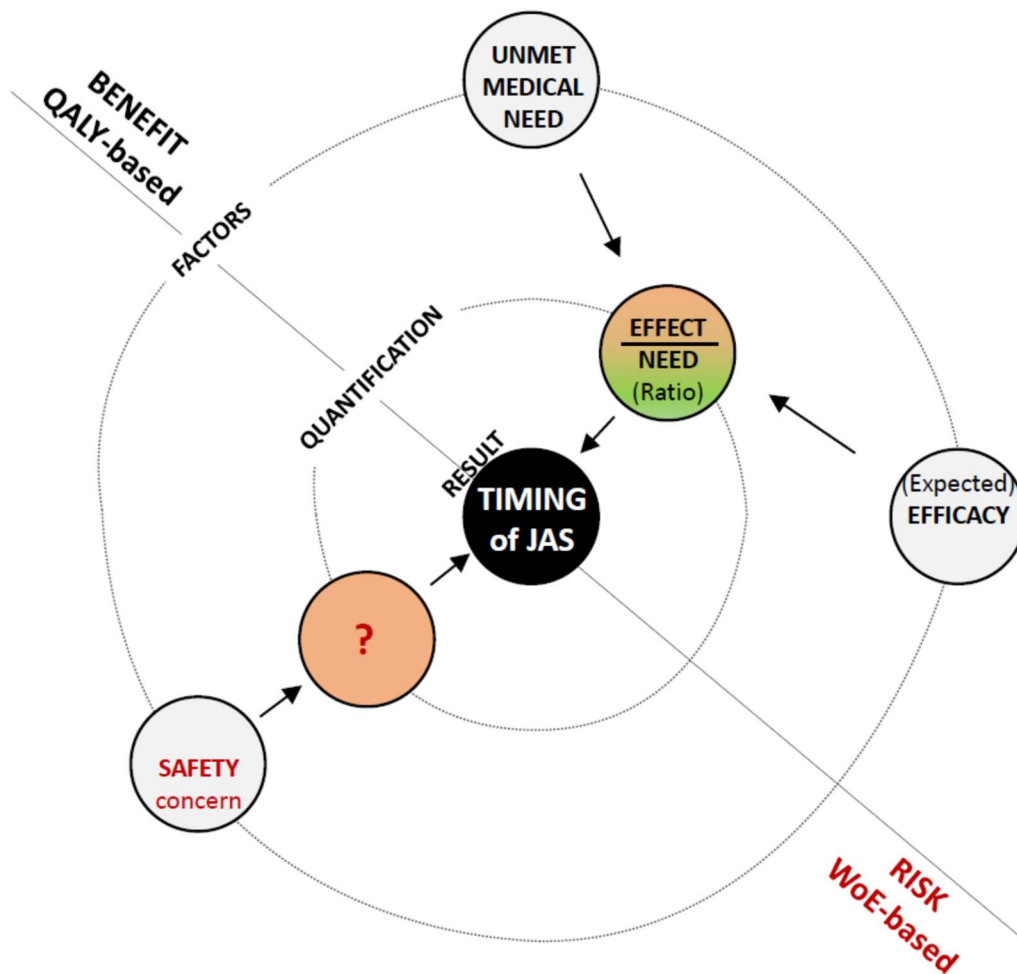 UNMET
MEDICAL
NEED
BENEFIT
QALY-based
FACTORS
QUANTIFICATION
EFFECT
NEED
(Ratio)
RESULT
TIMING
of JAS
(Expected)
EFFICACY
?
SAFETY
concern
RISK
WoE-based